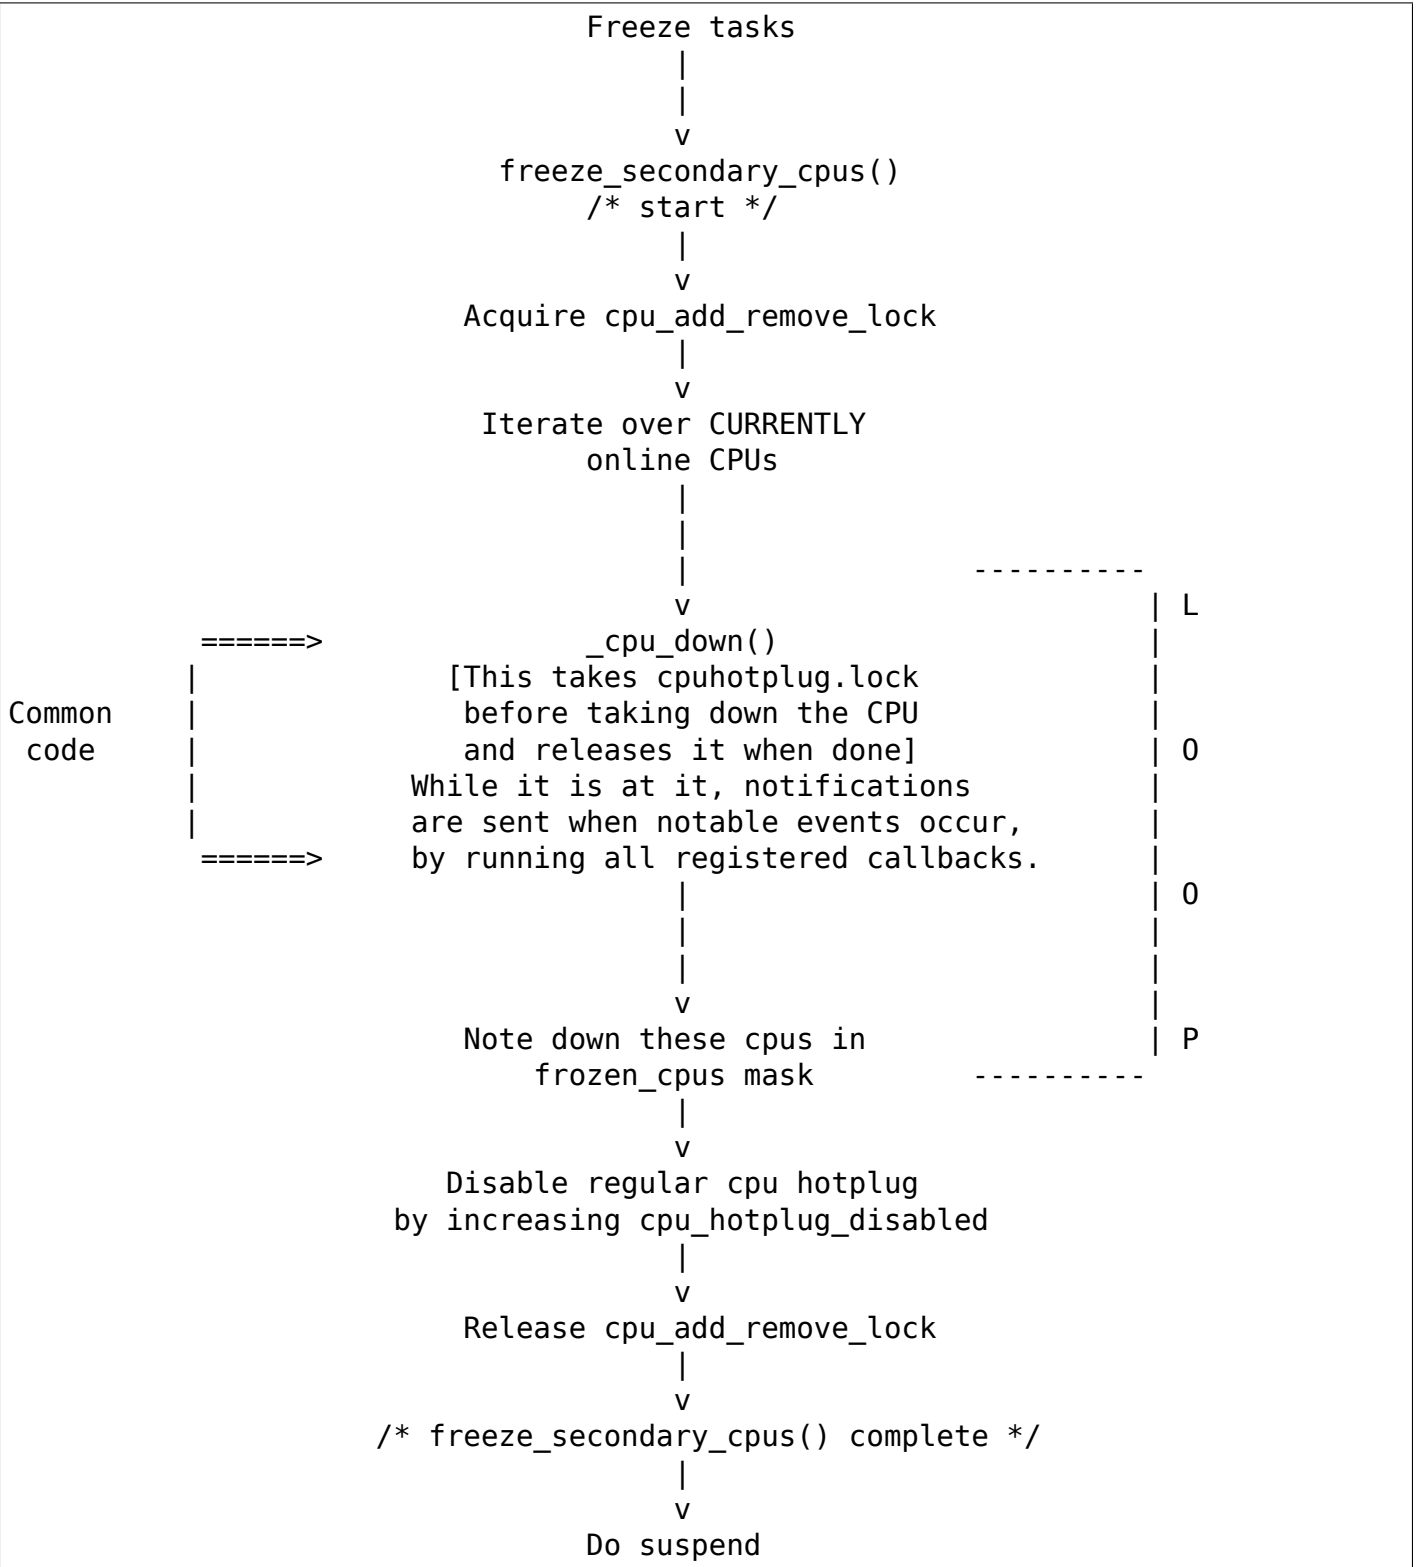 Freeze tasks
|
|
v
freeze_secondary_cpus()
/* start */
|
v
Acquire cpu_add_remove_lock
|
v
Iterate over CURRENTLY
online CPUs
|
|
| ----------
v | L
======> _cpu_down() |
| [This takes cpuhotplug.lock |
Common | before taking down the CPU |
code | and releases it when done] | O
| While it is at it, notifications |
| are sent when notable events occur, |
======> by running all registered callbacks. |
| | O
| |
| |
v |
Note down these cpus in | P
frozen_cpus mask ----------
|
v
Disable regular cpu hotplug
by increasing cpu_hotplug_disabled
|
v
Release cpu_add_remove_lock
|
v
/* freeze_secondary_cpus() complete */
|
v
Do suspend